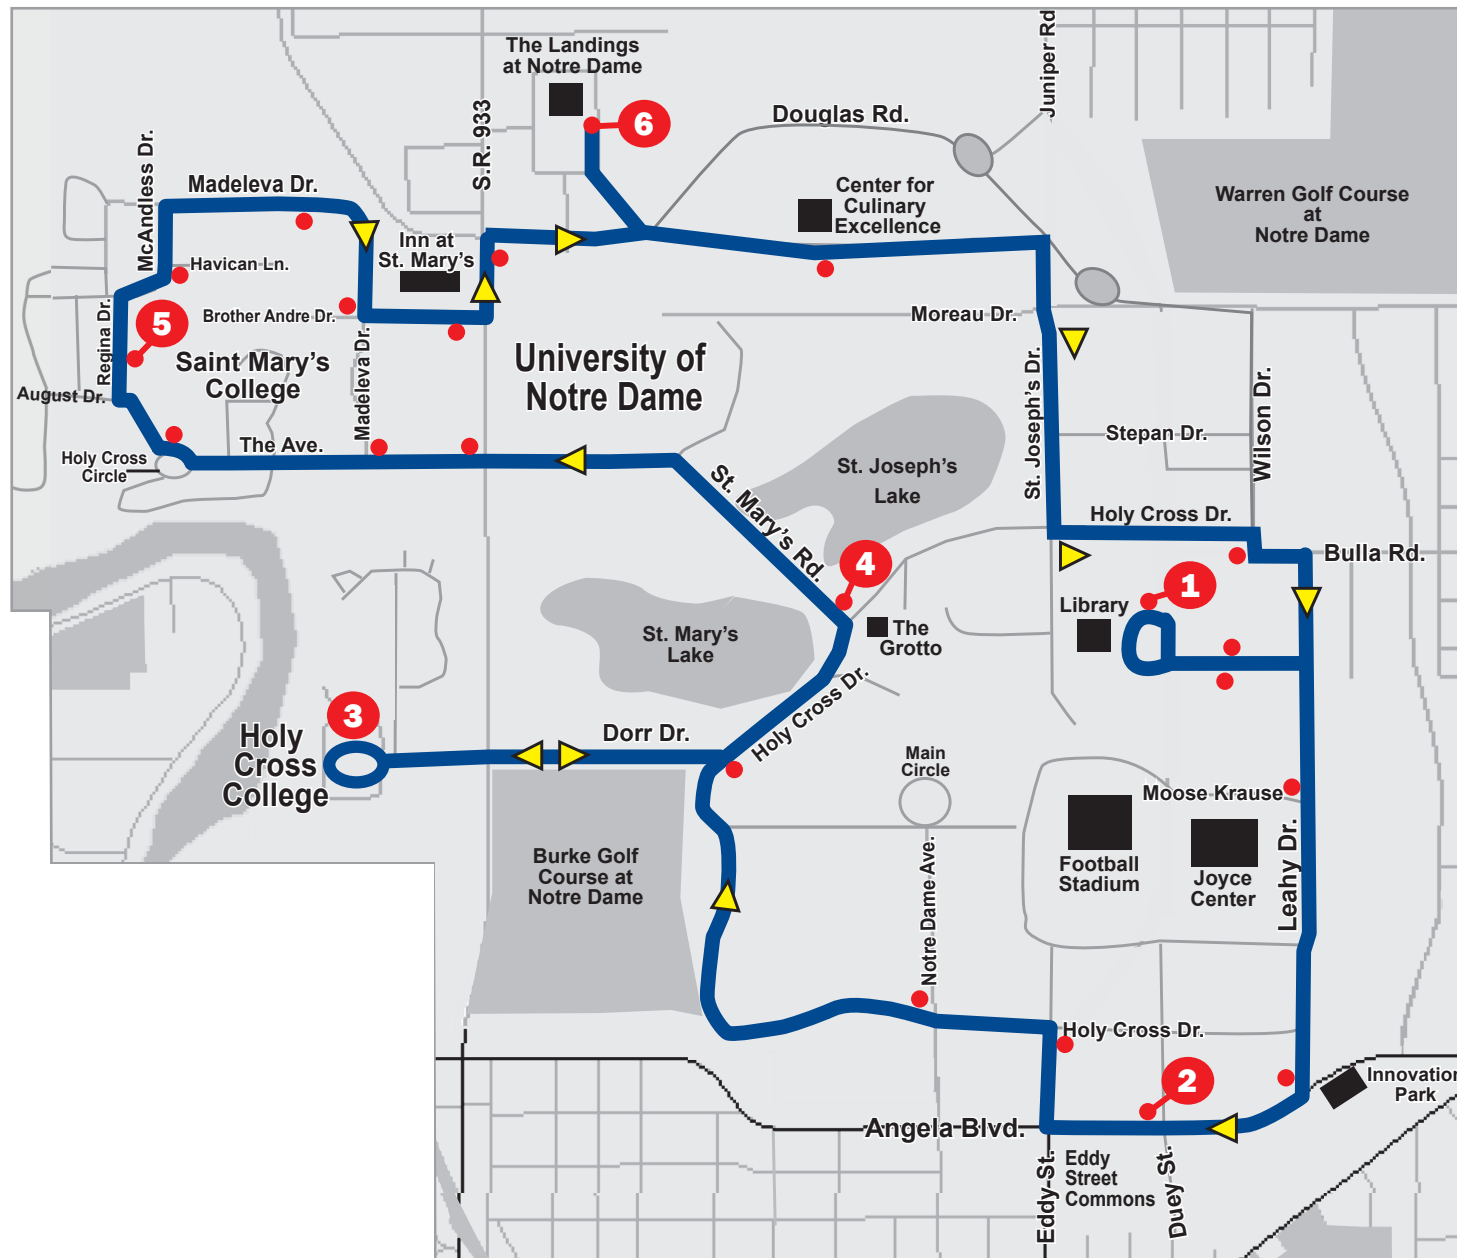 The Landings
at Notre Dame
6
Juniper Rd
Douglas Rd.
S.R. 933
McAndless Dr.
Madeleva Dr.
Center for
Culinary
Excellence
Warren Golf Course
at
Notre Dame
Inn at
St. Mary's
Havican Ln.
Brother Andre Dr.
Moreau Dr.
5
Regina Dr.
Saint Mary's
College
University of
Notre Dame
August Dr.
Madeleva Dr.
St. Joseph's Dr.
Wilson Dr.
Stepan Dr.
The Ave.
Holy Cross
Circle
St. Joseph's
Lake
St. Mary's Rd.
Holy Cross Dr.
Bulla Rd.
4
1
Library
The
Grotto
St. Mary's
Lake
3
Holy
Cross
College
Dorr Dr.
Holy Cross Dr.
Main
Circle
Moose Krause
Burke Golf
Course at
Notre Dame
Football
Stadium
Joyce
Center
Leahy Dr.
Notre Dame Ave.
Holy Cross Dr.
2
Innovation
Park
Angela Blvd.
Eddy St.
Eddy
Street
Commons
Duey St.